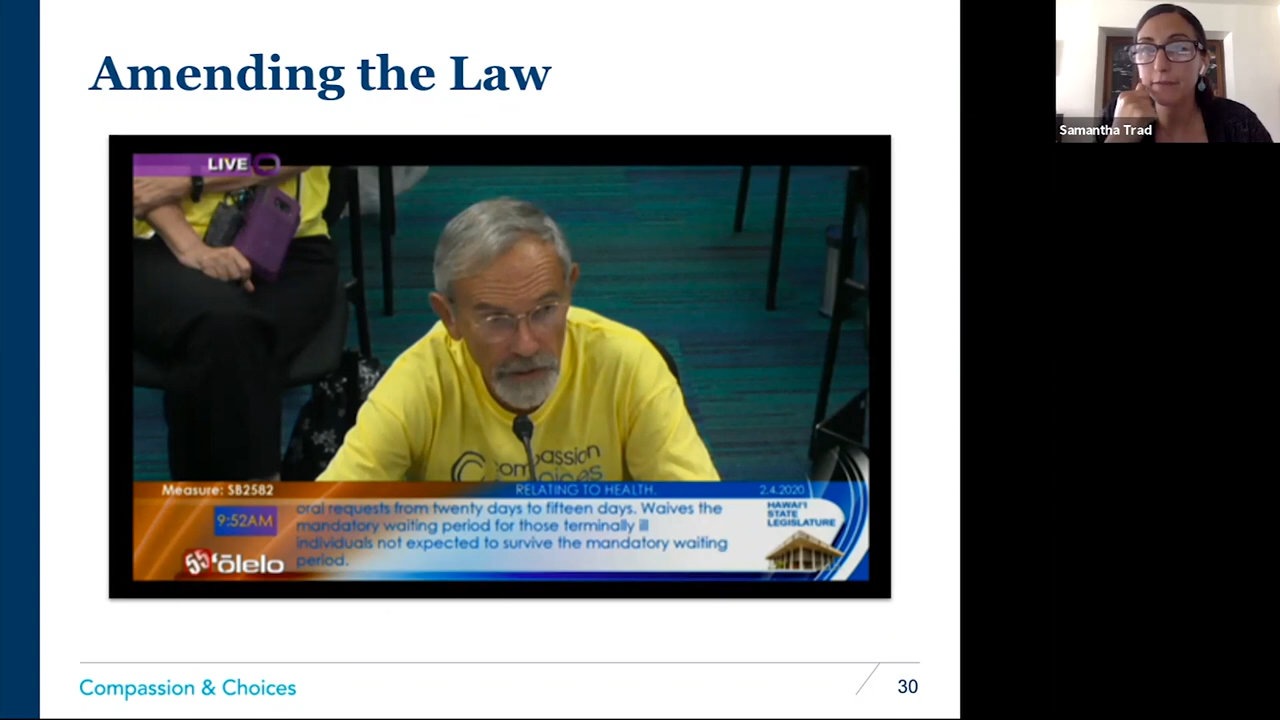 Amending the Law
Samantha Trad
LIVE
Compassion
Choices
Measure: SB2582
RELATING TO HEALTH.
2.4.2020
9:52AM
oral requests from twenty days to fifteen days. Waives the
mandatory waiting period for those terminally ill
individuals not expected to survive the mandatory waiting
period.
HAWAI'I
STATE
LEGISLATURE
55 'ōlelo
Compassion & Choices
30